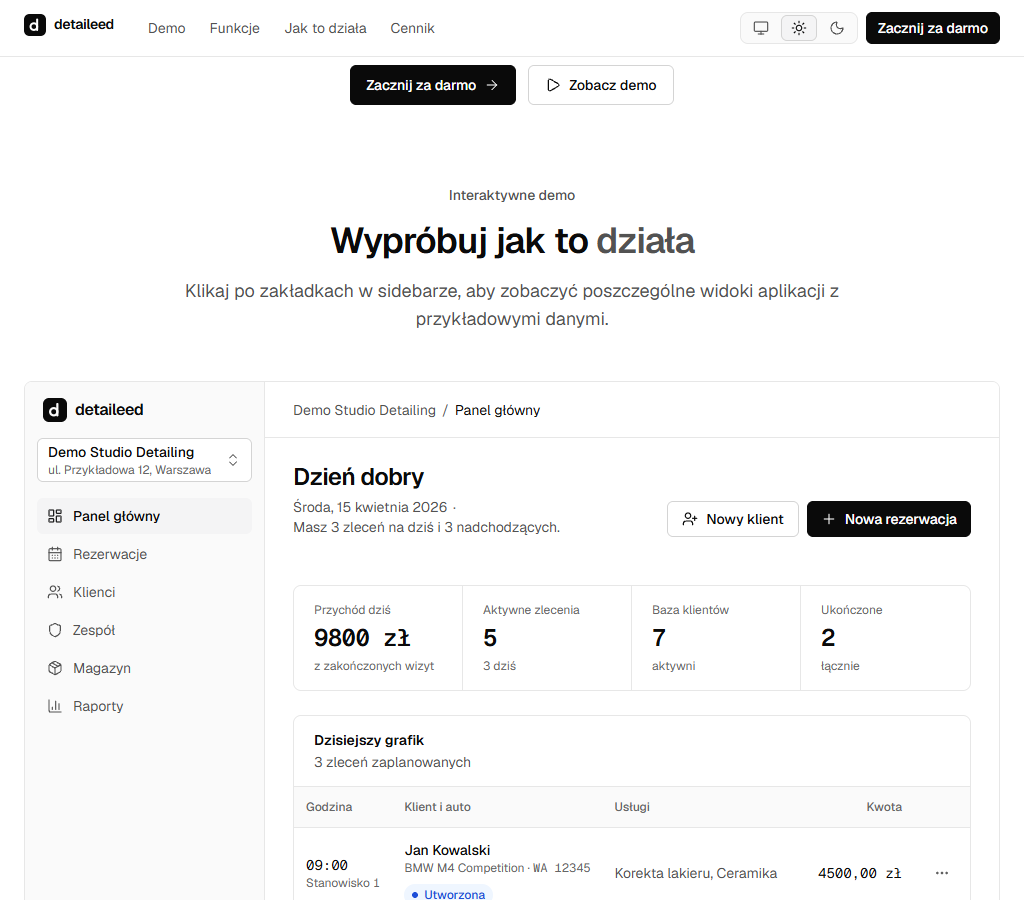 detaileed
Demo
Funkcje
Jak to działa
Cennik
Zacznij za darmo
Zacznij za darmo
Zobacz demo
Interaktywne demo
Wypróbuj jak to działa
Klikaj po zakładkach w sidebarze, aby zobaczyć poszczególne widoki aplikacji z
przykładowymi danymi.
detaileed
Demo Studio Detailing
ul. Przykładowa 12, Warszawa
Panel główny
Rezerwacje
Klienci
Zespół
Magazyn
Raporty
Demo Studio Detailing / Panel główny
Dzień dobry
Środa, 15 kwietnia 2026 ·
Masz 3 zleceń na dziś i 3 nadchodzących.
Nowy klient
Nowa rezerwacja
Przychód dziś
9800 zł
z zakończonych wizyt
Aktywne zlecenia
5
3 dziś
Baza klientów
7
aktywni
Ukończone
2
łącznie
Dzisiejszy grafik
3 zleceń zaplanowanych
Godzina
Klient i auto
Usługi
Kwota
09:00
Stanowisko 1
Jan Kowalski
BMW M4 Competition · WA 12345
Utworzona
Korekta lakieru, Ceramika
4500,00 zł